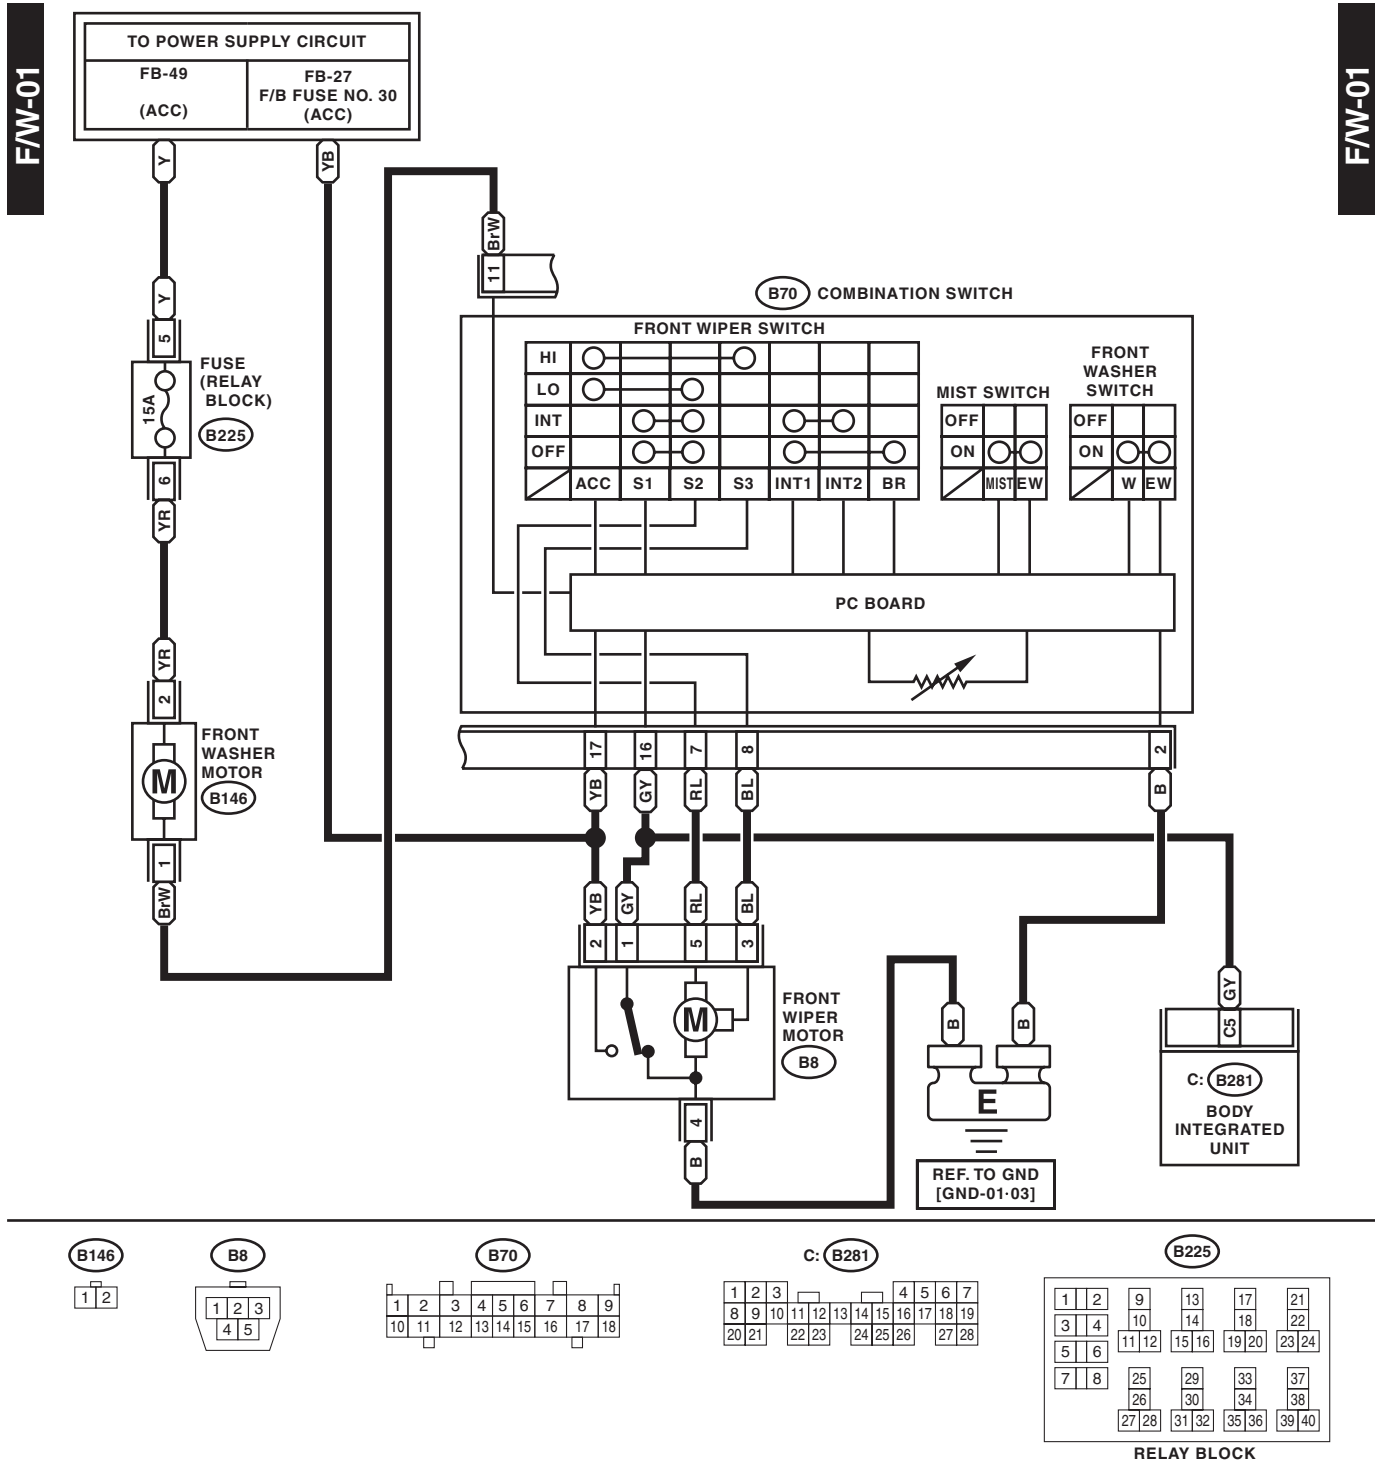 F/W-01
F/W-01
TO POWER SUPPLY CIRCUIT
FB-49
(ACC)
FB-27
F/B FUSE NO. 30
(ACC)
Y
YB
BrW
11
Y
5
FUSE
(RELAY
BLOCK)
15A
B225
6
YR
YR
2
FRONT
WASHER
MOTOR
M
B146
1
BrW
B70 COMBINATION SWITCH
FRONT WIPER SWITCH
HI
LO
INT
OFF
ACC S1 S2 S3 INT1 INT2 BR
MIST SWITCH
OFF
ON
MIST EW
FRONT
WASHER
SWITCH
OFF
ON
W EW
PC BOARD
17 16 7 8 2
YB GY RL BL B
YB GY RL BL
2 1 5 3
M
FRONT
WIPER
MOTOR
B8
4
B
B B
E
REF. TO GND
[GND-01·03]
GY
C5
C: B281
BODY
INTEGRATED
UNIT
B146
1 2
B8
1 2 3
4 5
B70
1 2 3 4 5 6 7 8 9
10 11 12 13 14 15 16 17 18
C: B281
1 2 3 4 5 6 7
8 9 10 11 12 13 14 15 16 17 18 19
20 21 22 23 24 25 26 27 28
B225
1 2 9 13 17 21
3 4 10 14 18 22
5 6 11 12 15 16 19 20 23 24
7 8 25 29 33 37
26 30 34 38
27 28 31 32 35 36 39 40
RELAY BLOCK